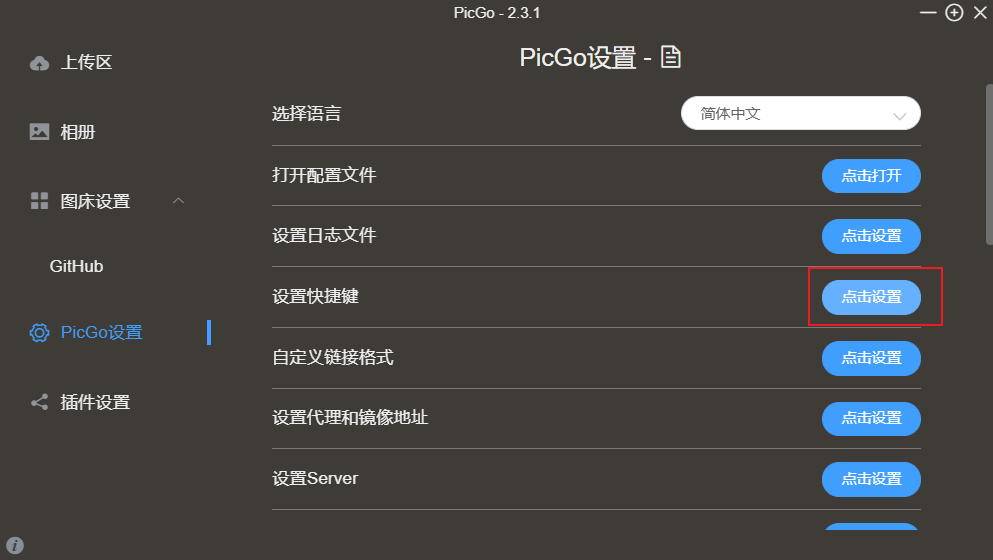 PicGo - 2.3.1
上传区
相册
图床设置
GitHub
PicGo设置
插件设置
PicGo设置 -
选择语言
简体中文
打开配置文件
点击打开
设置日志文件
点击设置
设置快捷键
点击设置
自定义链接格式
点击设置
设置代理和镜像地址
点击设置
设置Server
点击设置